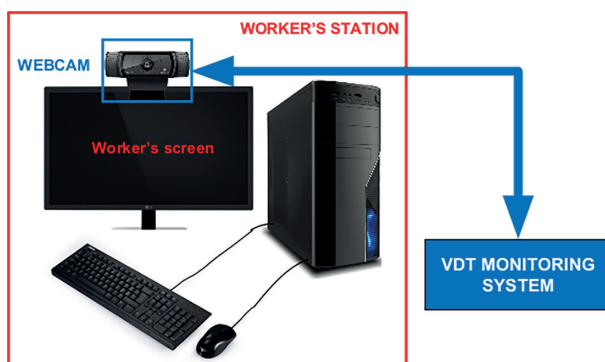 WORKER'S STATION
WEBCAM
Worker's screen
VDT MONITORING
SYSTEM